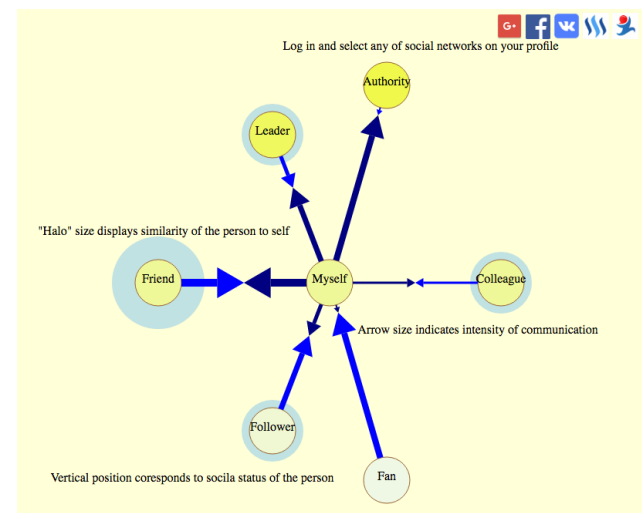 G+ f VK
Log in and select any of social networks on your profile
Authority
Leader
"Halo" size displays similarity of the person to self
Friend
Myself
Colleague
Arrow size indicates intensity of communication
Follower
Vertical position coresponds to socila status of the person
Fan